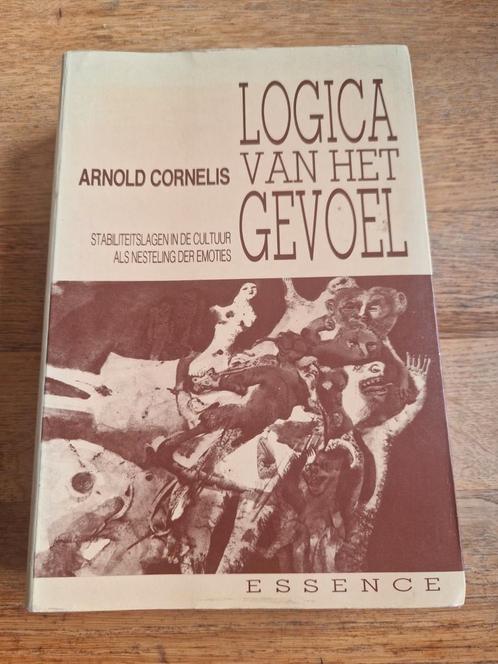 LOGICA
VAN HET
GEVOEL
ARNOLD CORNELIS
STABILITEITSLAGEN IN DE CULTUUR
ALS NESTELING DER EMOTIES
ESSENCE